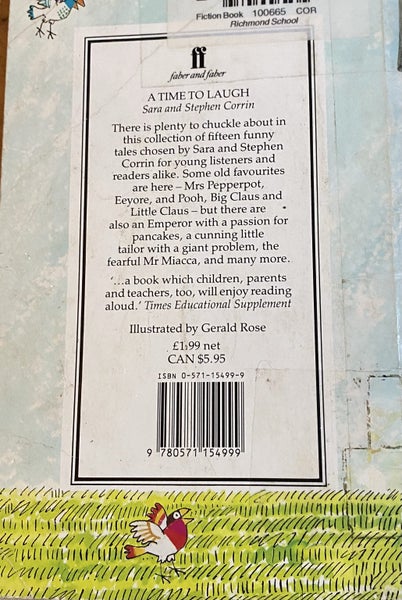 Fiction Book 100665 COR
Richmond School
ff
faber and faber
A TIME TO LAUGH
Sara and Stephen Corrin
There is plenty to chuckle about in
this collection of fifteen funny
tales chosen by Sara and Stephen
Corrin for young listeners and
readers alike. Some old favourites
are here – Mrs Pepperpot,
Eeyore, and Pooh, Big Claus and
Little Claus – but there are
also an Emperor with a passion for
pancakes, a cunning little
tailor with a giant problem, the
fearful Mr Miacca, and many more.
‘...a book which children, parents
and teachers, too, will enjoy reading
aloud.’ Times Educational Supplement
Illustrated by Gerald Rose
£1.99 net
CAN $5.95
ISBN 0-571-15499-9
9 780571 154999